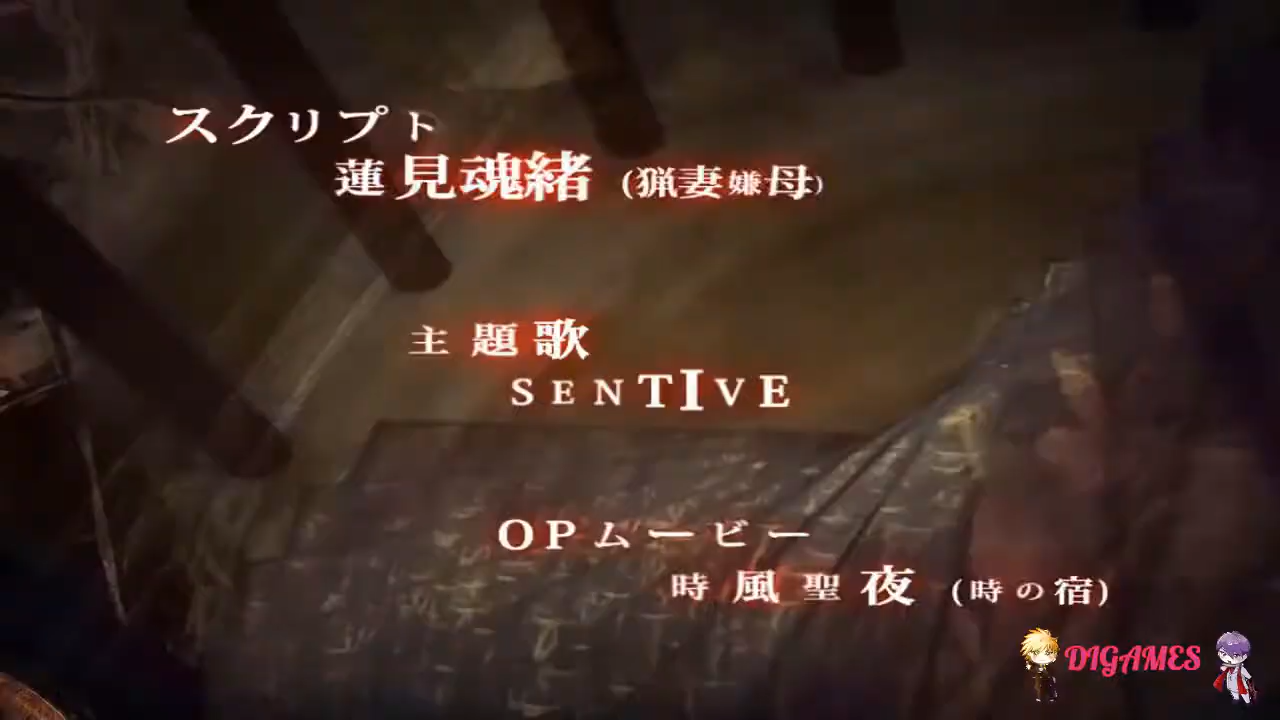 スクリプト
蓮見魂緒 (猟妻嫌母)
主題歌
SENTIVE
OPムービー
時風聖夜 (時の宿)
DIGAMES